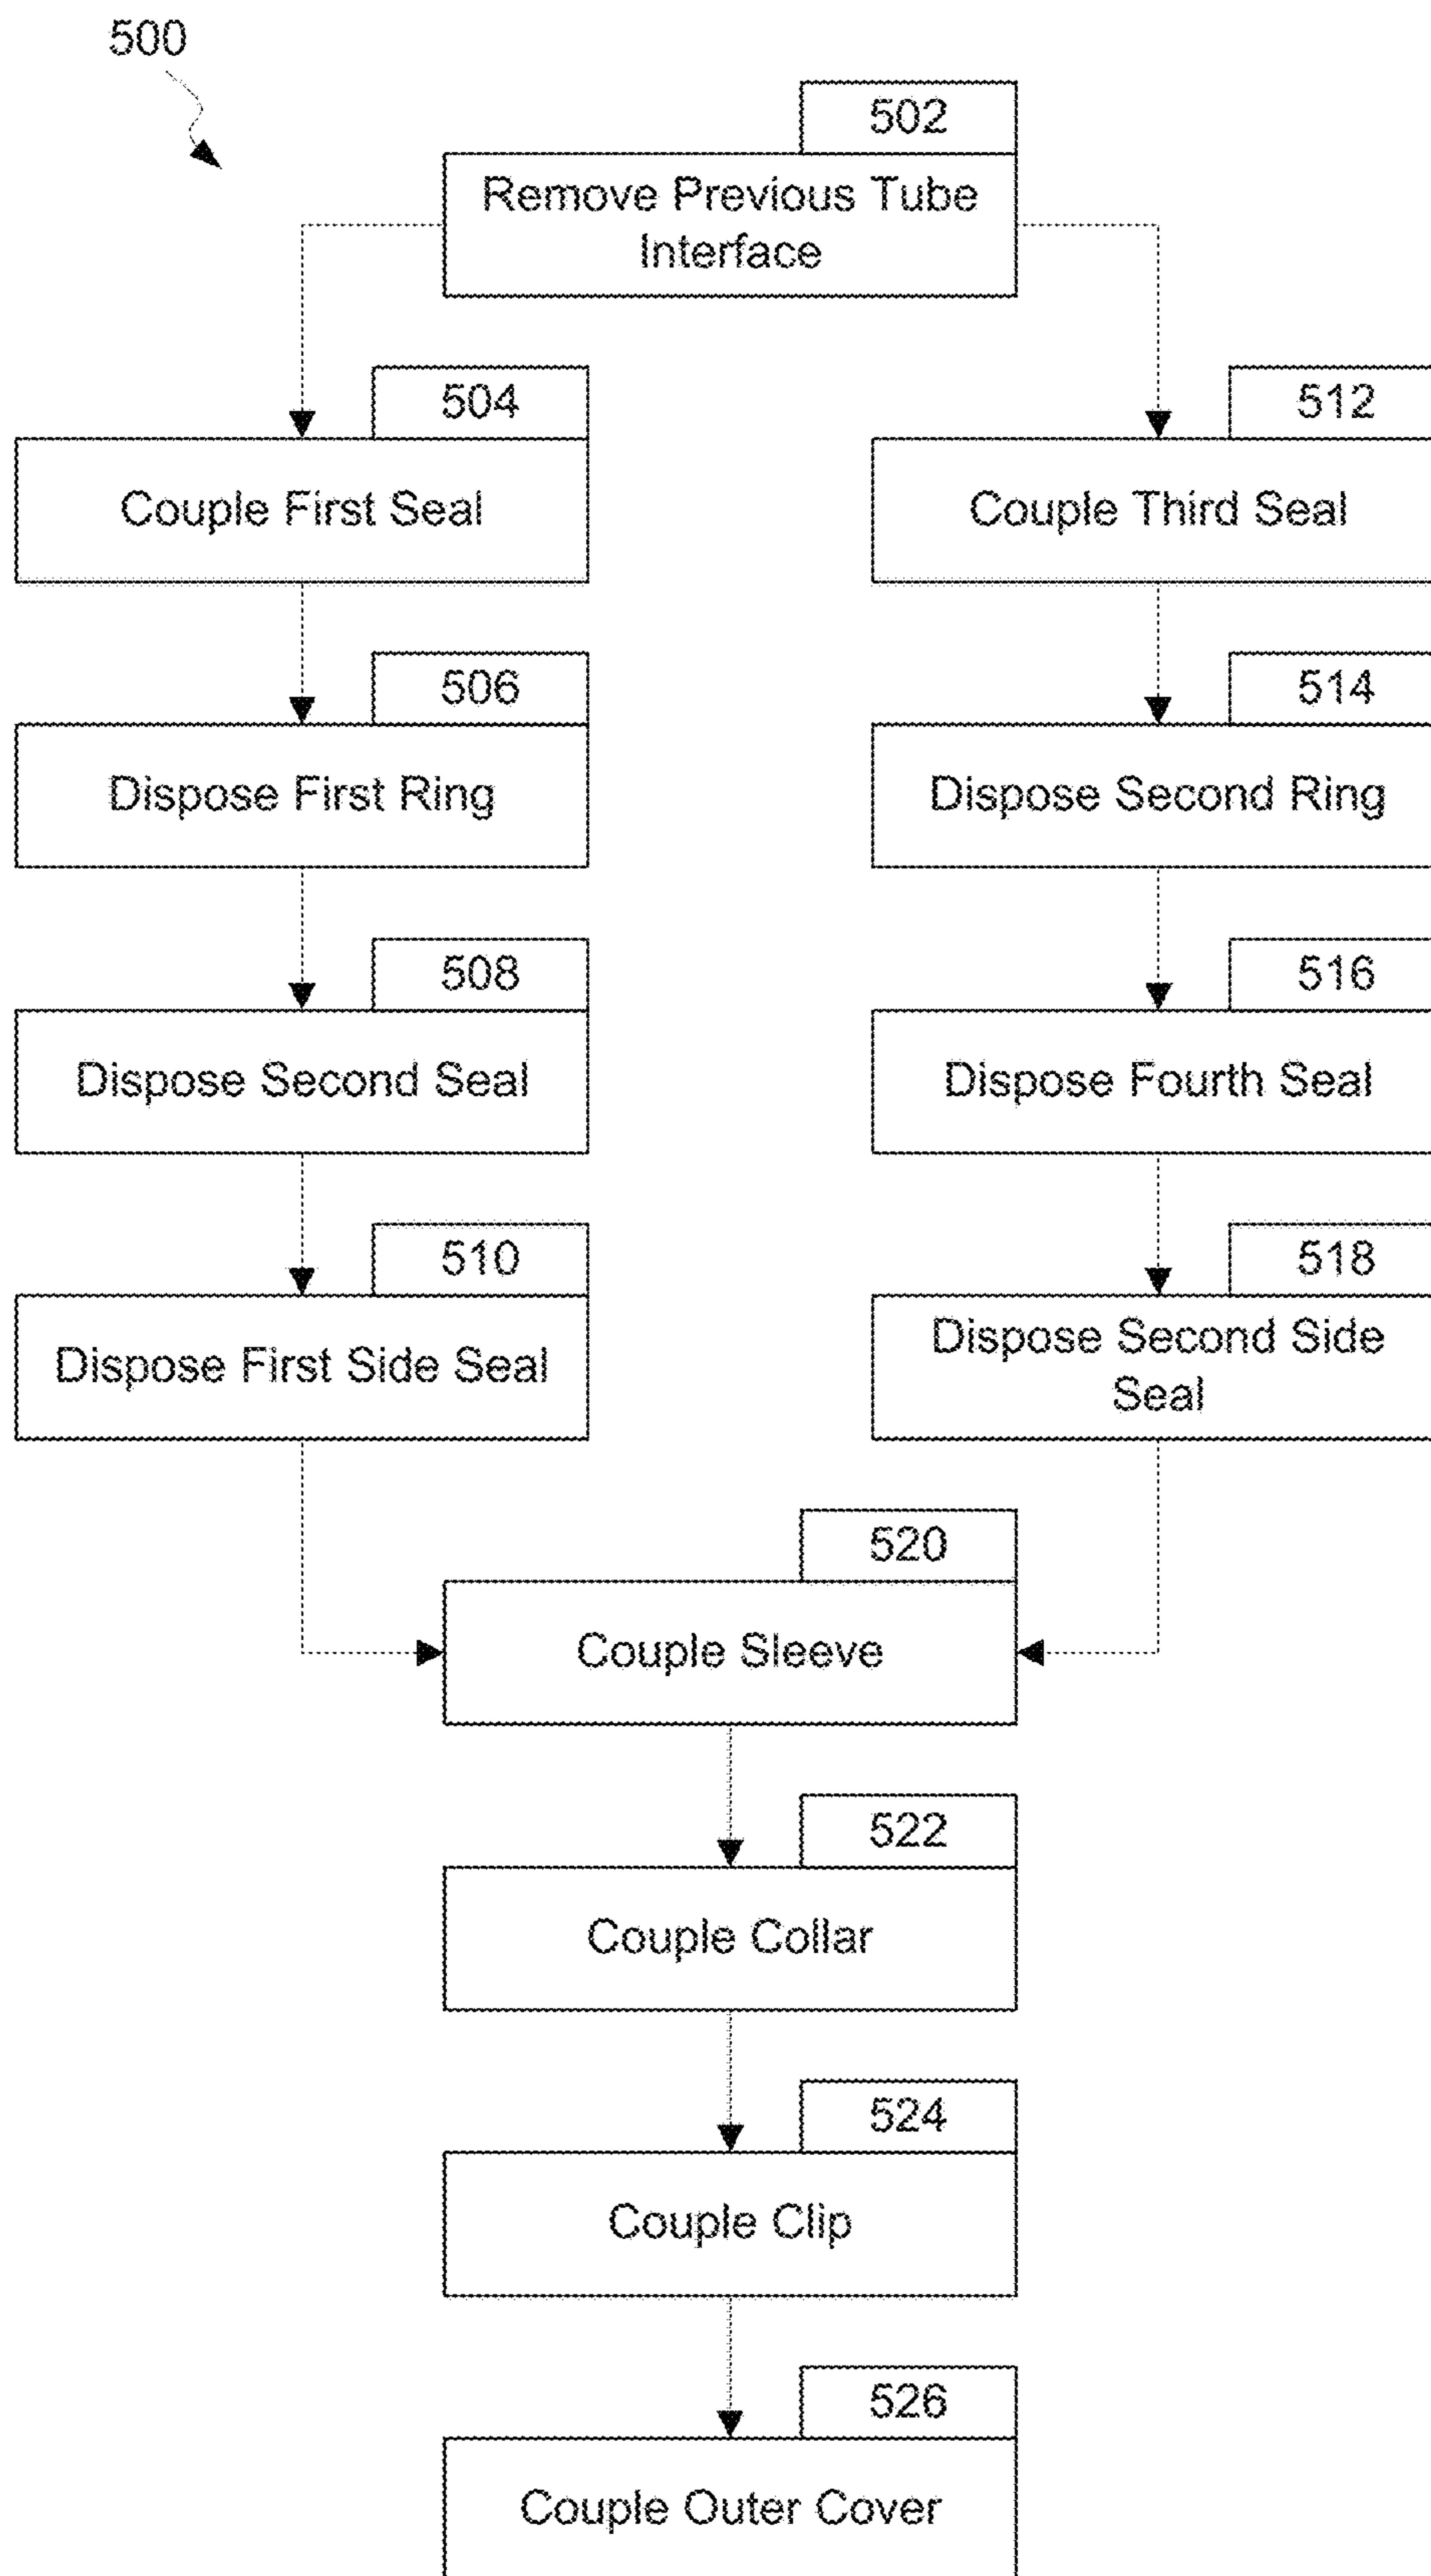 500
502
Remove Previous Tube
Interface
504
Couple First Seal
512
Couple Third Seal
506
Dispose First Ring
514
Dispose Second Ring
508
Dispose Second Seal
516
Dispose Fourth Seal
510
Dispose First Side Seal
518
Dispose Second Side
Seal
520
Couple Sleeve
522
Couple Collar
524
Couple Clip
526
Couple Outer Cover